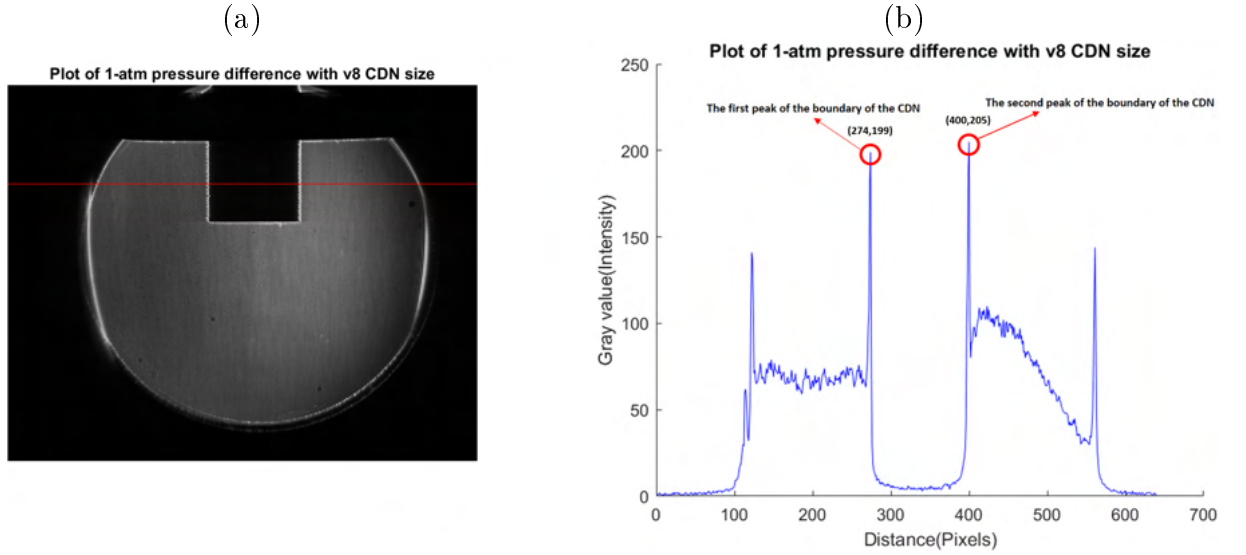 (a)
Plot of 1-atm pressure difference with v8 CDN size
(b)
Plot of 1-atm pressure difference with v8 CDN size
250
200
150
100
50
0
Gray value(Intensity)
The first peak of the boundary of the CDN
(274,199)
The second peak of the boundary of the CDN
(400,205)
0 100 200 300 400 500 600 700
Distance(Pixels)